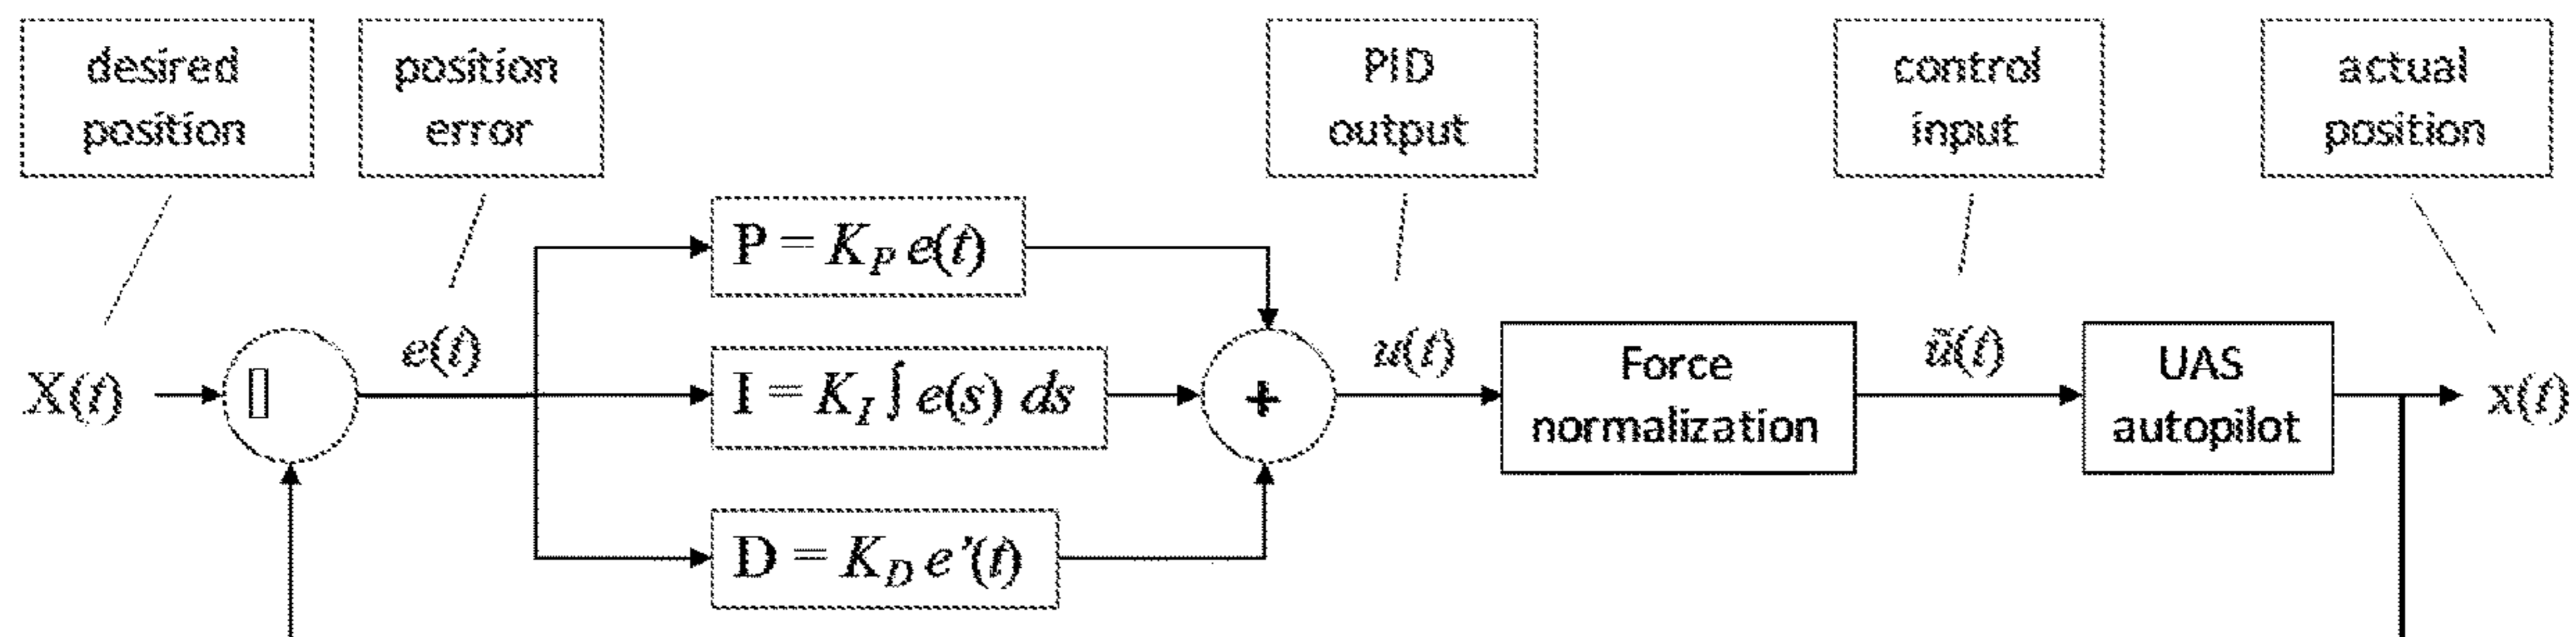 desired
position
position
error
PID
output
control
input
actual
position
P = K_P e(t)
X(t)
e(t)
I = K_I ∫ e(s) ds
+
u(t)
Force
normalization
ũ(t)
UAS
autopilot
x(t)
D = K_D e’(t)